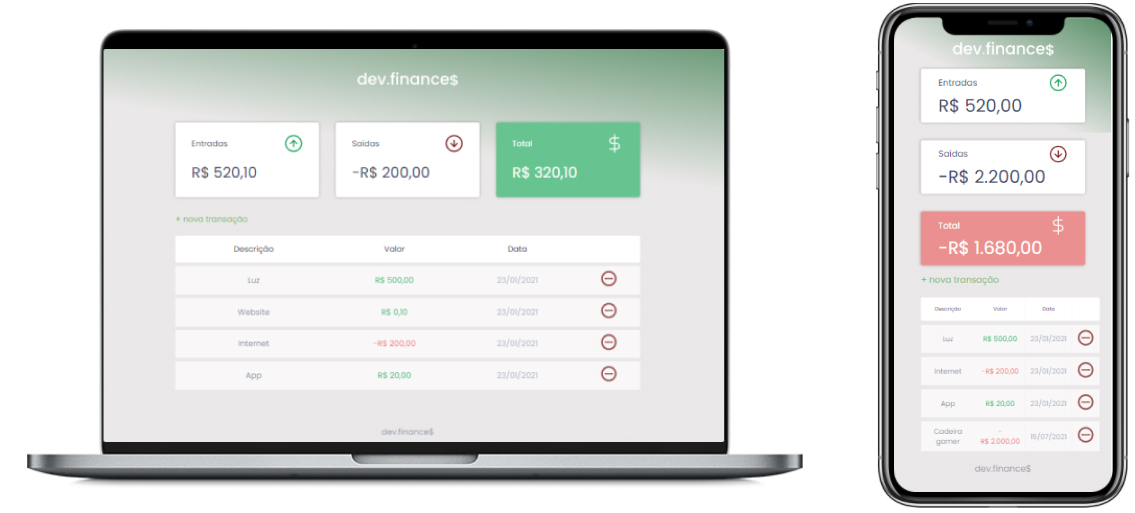 dev.finance$
Entradas
R$ 520,10
Saídas
-R$ 200,00
Total
R$ 320,10
+ nova transação
Descrição Valor Data
Luz R$ 500,00 23/01/2021
Website R$ 0,10 23/01/2021
Internet -R$ 200,00 23/01/2021
App R$ 20,00 23/01/2021
dev.finance$
dev.finance$
Entradas
R$ 520,00
Saídas
-R$ 2.200,00
Total
-R$ 1.680,00
+ nova transação
Descrição Valor Data
Luz R$ 500,00 23/01/2021
Internet -R$ 200,00 23/01/2021
App R$ 20,00 23/01/2021
Cadeira -
gamer R$ 2.000,00 15/07/2021
dev.finance$